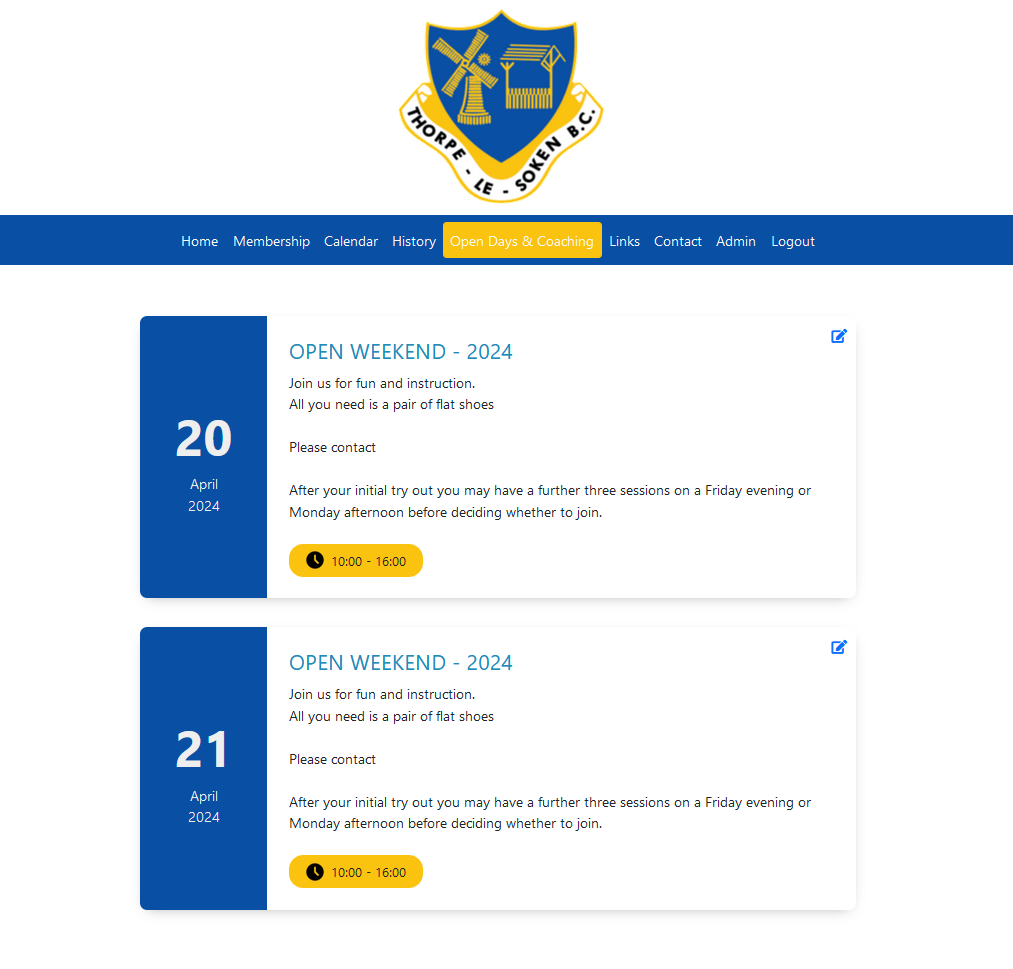 THORPE - LE - SOKEN B.C.
Home Membership Calendar History Open Days & Coaching Links Contact Admin Logout
OPEN WEEKEND - 2024
Join us for fun and instruction.
All you need is a pair of flat shoes
20
Please contact
April
After your initial try out you may have a further three sessions on a Friday evening or
2024
Monday afternoon before deciding whether to join.
10:00 - 16:00
OPEN WEEKEND - 2024
Join us for fun and instruction.
All you need is a pair of flat shoes
21
Please contact
April
After your initial try out you may have a further three sessions on a Friday evening or
2024
Monday afternoon before deciding whether to join.
10:00 - 16:00